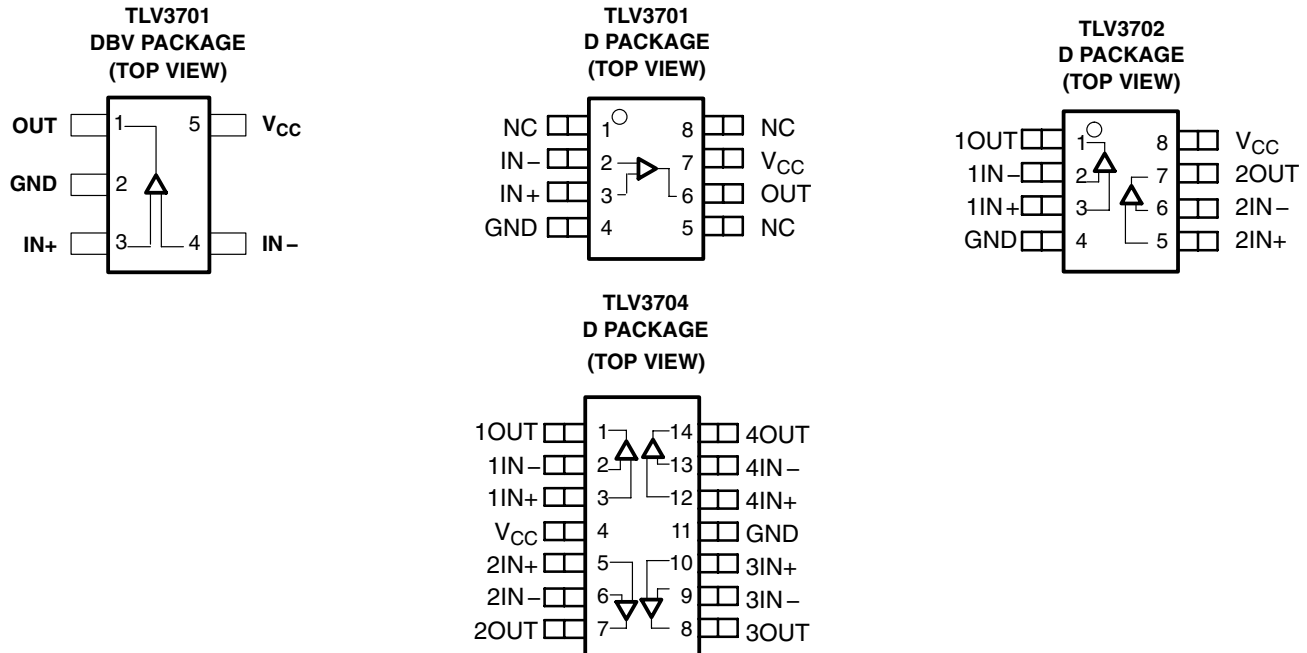 TLV3701
DBV PACKAGE
(TOP VIEW)
OUT 1 5 VCC
GND 2
IN+ 3 4 IN−
TLV3701
D PACKAGE
(TOP VIEW)
NC 1 8 NC
IN− 2 7 VCC
IN+ 3 6 OUT
GND 4 5 NC
TLV3702
D PACKAGE
(TOP VIEW)
1OUT 1 8 VCC
1IN− 2 7 2OUT
1IN+ 3 6 2IN−
GND 4 5 2IN+
TLV3704
D PACKAGE
(TOP VIEW)
1OUT 1 14 4OUT
1IN− 2 13 4IN−
1IN+ 3 12 4IN+
VCC 4 11 GND
2IN+ 5 10 3IN+
2IN− 6 9 3IN−
2OUT 7 8 3OUT